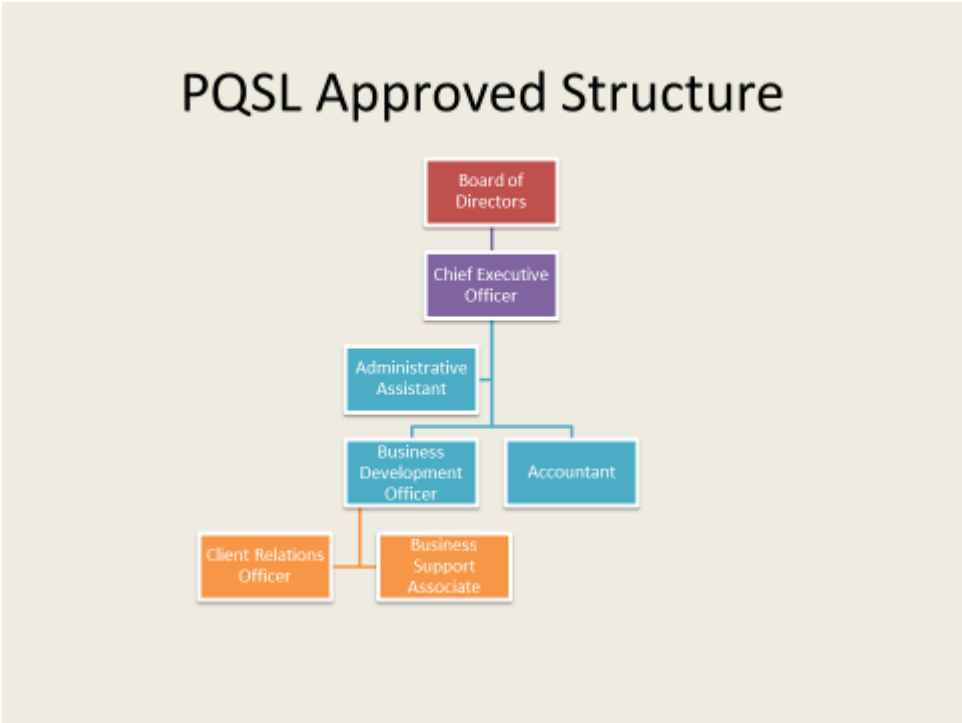 PQSL Approved Structure
Board of
Directors
Chief Executive
Officer
Administrative
Assistant
Business
Development
Officer
Accountant
Client Relations
Officer
Business
Support
Associate